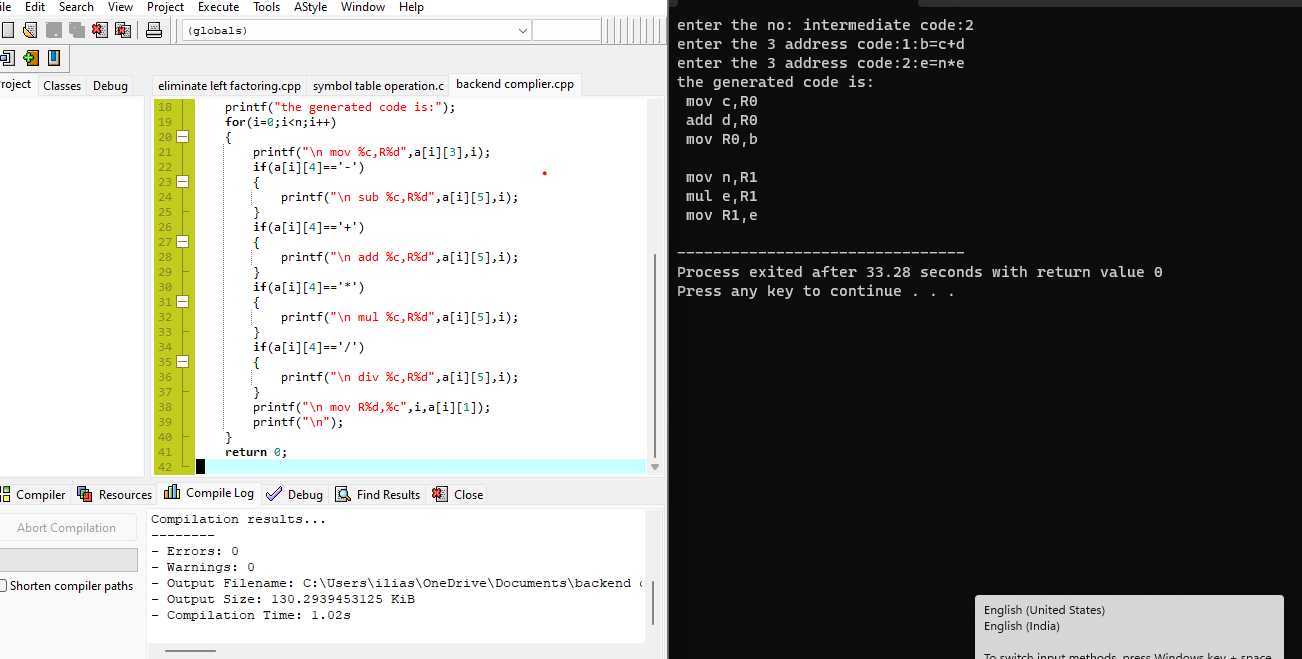 ile Edit Search View Project Execute Tools AStyle Window Help
(globals)
roject Classes Debug
eliminate left factoring.cpp symbol table operation.c backend complier.cpp
18 printf("the generated code is:");
19 for(i=0;i<n;i++)
20 {
21 printf("\n mov %c,R%d",a[i][3],i);
22 if(a[i][4]=='-')
23 {
24 printf("\n sub %c,R%d",a[i][5],i);
25 }
26 if(a[i][4]=='+')
27 {
28 printf("\n add %c,R%d",a[i][5],i);
29 }
30 if(a[i][4]=='*')
31 {
32 printf("\n mul %c,R%d",a[i][5],i);
33 }
34 if(a[i][4]=='/')
35 {
36 printf("\n div %c,R%d",a[i][5],i);
37 }
38 printf("\n mov R%d,%c",i,a[i][1]);
39 printf("\n");
40 }
41 return 0;
42
Compiler Resources Compile Log Debug Find Results Close
Abort Compilation
Shorten compiler paths
Compilation results...
--------
- Errors: 0
- Warnings: 0
- Output Filename: C:\Users\ilias\OneDrive\Documents\backend c
- Output Size: 130.2939453125 KiB
- Compilation Time: 1.02s
enter the no: intermediate code:2
enter the 3 address code:1:b=c+d
enter the 3 address code:2:e=n*e
the generated code is:
mov c,R0
add d,R0
mov R0,b
mov n,R1
mul e,R1
mov R1,e
--------------------------------
Process exited after 33.28 seconds with return value 0
Press any key to continue . . .
English (United States)
English (India)
To switch input methods, press Windows key + space